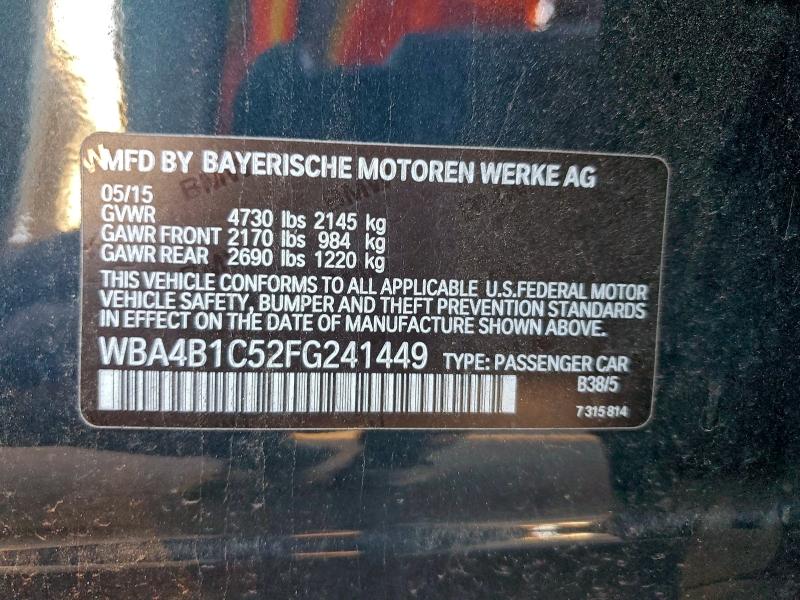 MFD BY BAYERISCHE MOTOREN WERKE AG
05/15
GVWR 4730 lbs 2145 kg
GAWR FRONT 2170 lbs 984 kg
GAWR REAR 2690 lbs 1220 kg
THIS VEHICLE CONFORMS TO ALL APPLICABLE U.S.FEDERAL MOTOR
VEHICLE SAFETY, BUMPER AND THEFT PREVENTION STANDARDS
IN EFFECT ON THE DATE OF MANUFACTURE SHOWN ABOVE.
WBA4B1C52FG241449 TYPE: PASSENGER CAR
B38/5
7 315 814